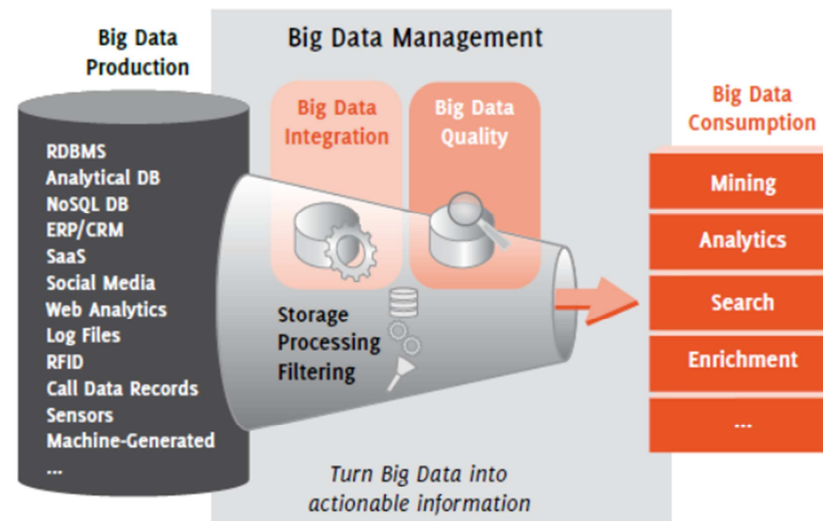 Big Data
Production
RDBMS
Analytical DB
NoSQL DB
ERP/CRM
SaaS
Social Media
Web Analytics
Log Files
RFID
Call Data Records
Sensors
Machine-Generated
...
Big Data Management
Big Data
Integration
Big Data
Quality
Storage
Processing
Filtering
Turn Big Data into
actionable information
Big Data
Consumption
Mining
Analytics
Search
Enrichment
...